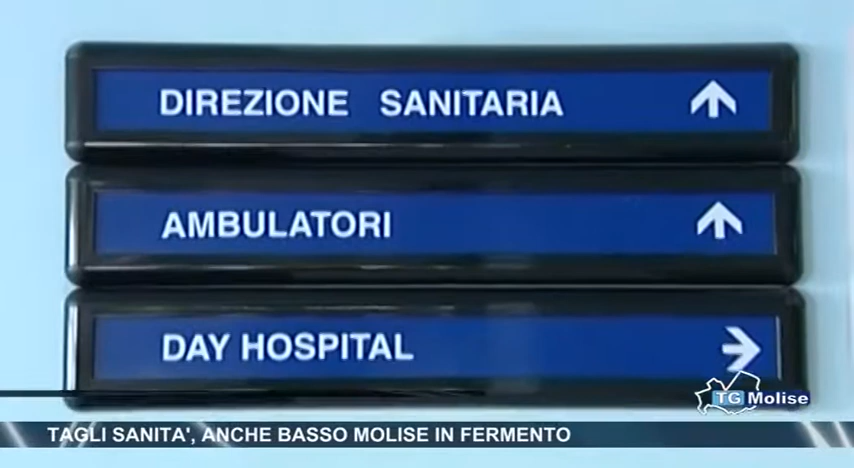 DIREZIONE SANITARIA
AMBULATORI
DAY HOSPITAL
TG Molise
TAGLI SANITA', ANCHE BASSO MOLISE IN FERMENTO